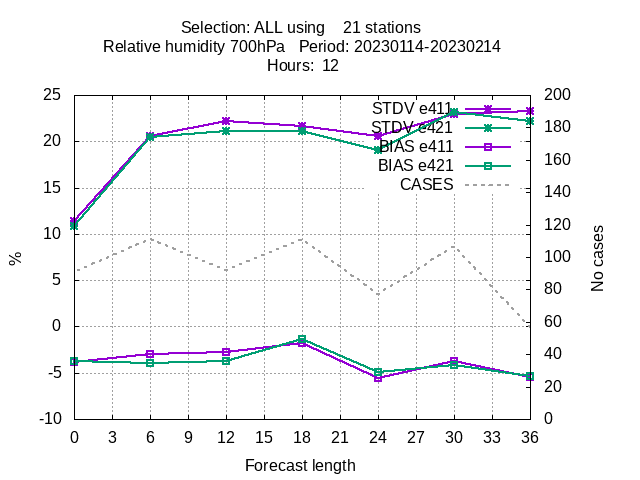 Selection: ALL using    21 stations
Relative humidity 700hPa   Period: 20230114-20230214
Hours:  12
25
20
15
10
5
0
-5
-10
%
200
180
160
140
120
100
80
60
40
20
0
No cases
STDV e411
STDV e421
BIAS e411
BIAS e421
CASES
0 3 6 9 12 15 18 21 24 27 30 33 36
Forecast length